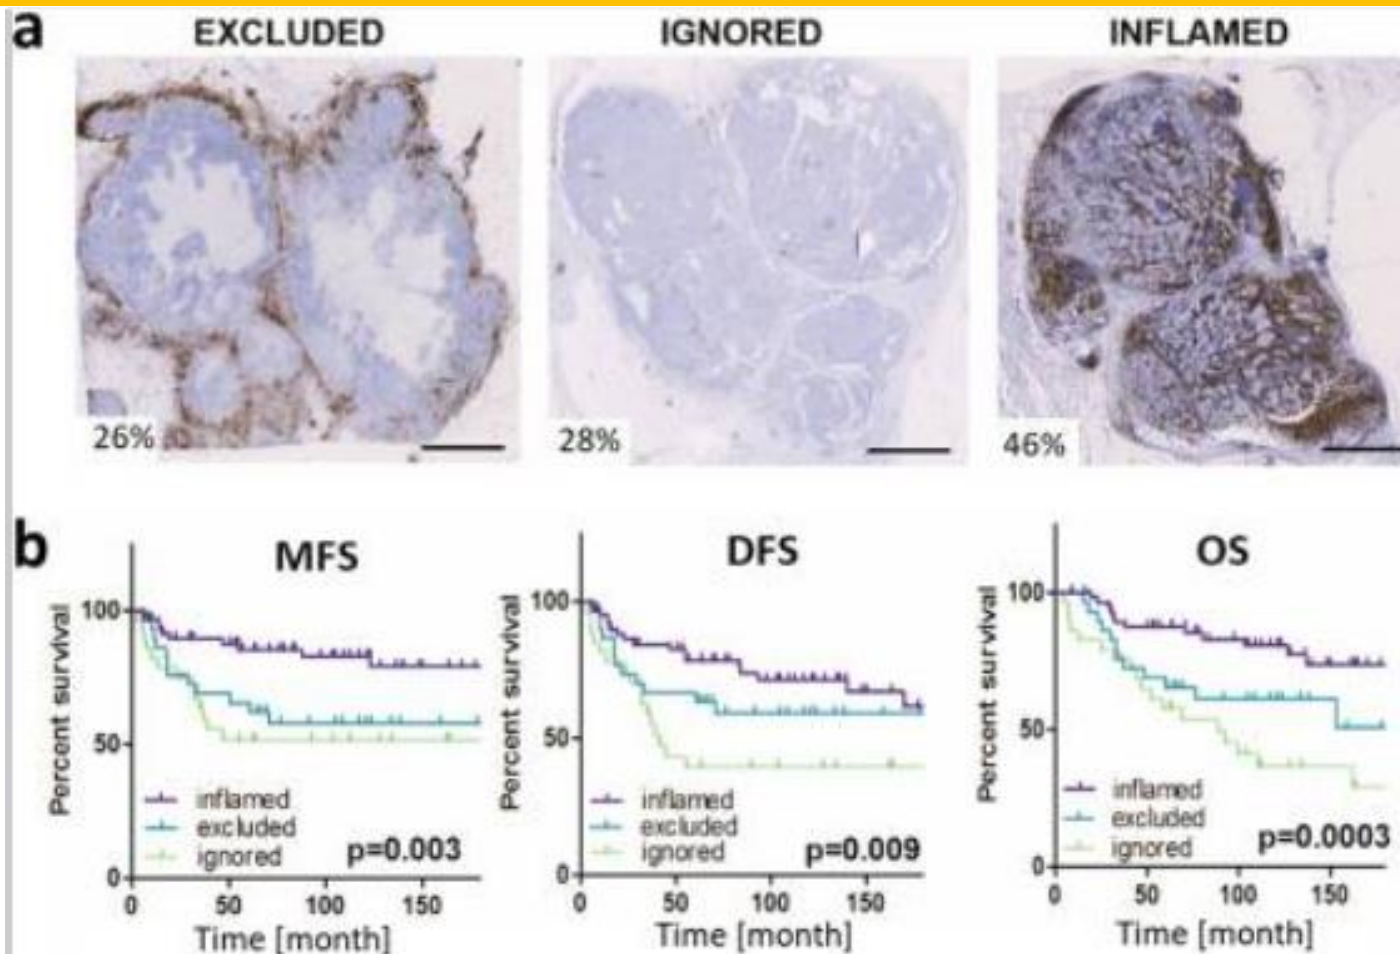 a
EXCLUDED
IGNORED
INFLAMED
26%
28%
46%
b
MFS
Percent survival
100
50
0
inflamed
excluded
ignored
p=0.003
0 50 100 150
Time [month]
DFS
Percent survival
100
50
0
inflamed
excluded
ignored
p=0.009
0 50 100 150
Time [month]
OS
Percent survival
100
50
0
inflamed
excluded
ignored
p=0.0003
0 50 100 150
Time [month]